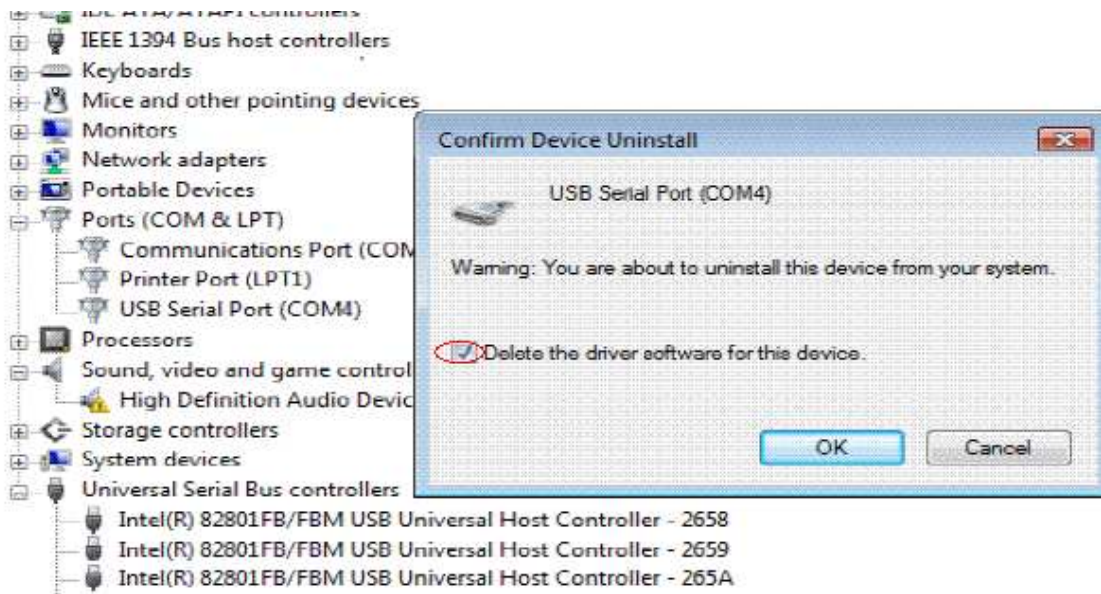 IDE ATA/ATAPI controllers
IEEE 1394 Bus host controllers
Keyboards
Mice and other pointing devices
Monitors
Network adapters
Portable Devices
Ports (COM & LPT)
Communications Port (COM
Printer Port (LPT1)
USB Serial Port (COM4)
Processors
Sound, video and game control
High Definition Audio Devic
Storage controllers
System devices
Universal Serial Bus controllers
Intel(R) 82801FB/FBM USB Universal Host Controller - 2658
Intel(R) 82801FB/FBM USB Universal Host Controller - 2659
Intel(R) 82801FB/FBM USB Universal Host Controller - 265A
Confirm Device Uninstall
USB Serial Port (COM4)
Warning: You are about to uninstall this device from your system.
Delete the driver software for this device.
OK Cancel